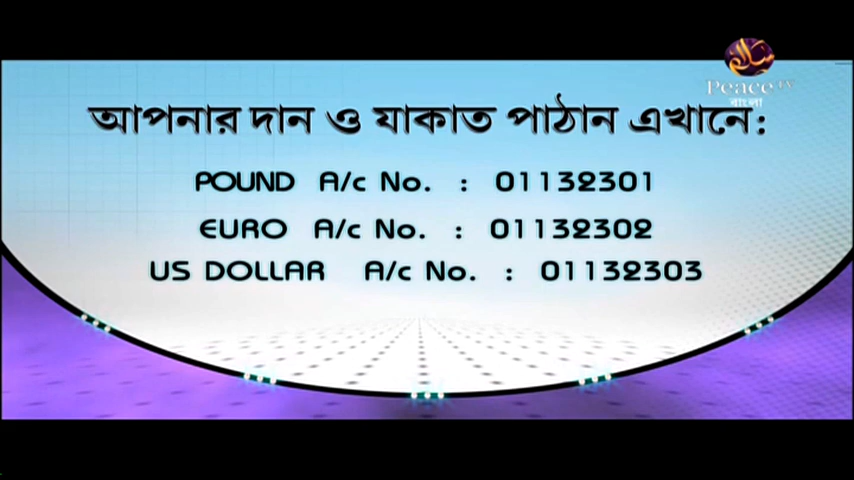 Peace TV
বাংলা
আপনার দান ও যাকাত পাঠান এখানে:
POUND A/c No. : 01132301
EURO A/c No. : 01132302
US DOLLAR A/c No. : 01132303